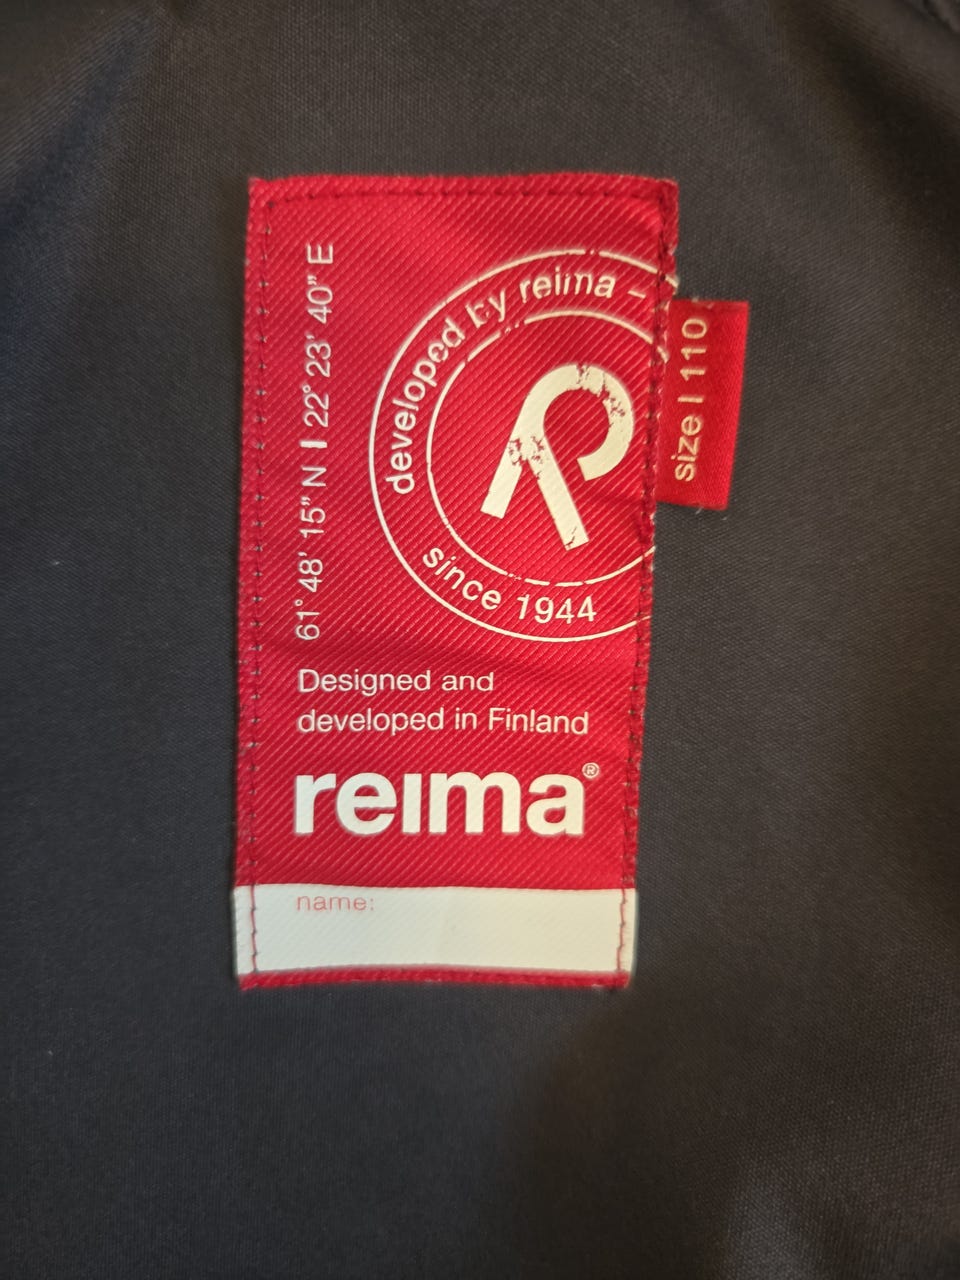 61° 48' 15" N | 22° 23' 40" E
developed by reima –
since 1944
size | 110
Designed and
developed in Finland
reima®
name: